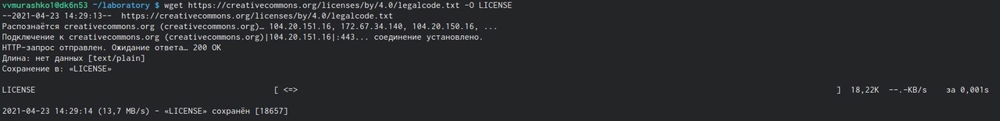 vvmurashko1@dk6n53 ~/laboratory $ wget https://creativecommons.org/licenses/by/4.0/legalcode.txt -O LICENSE
--2021-04-23 14:29:13--  https://creativecommons.org/licenses/by/4.0/legalcode.txt
Распознаётся creativecommons.org (creativecommons.org)… 104.20.151.16, 172.67.34.140, 104.20.150.16, ...
Подключение к creativecommons.org (creativecommons.org)|104.20.151.16|:443... соединение установлено.
HTTP-запрос отправлен. Ожидание ответа… 200 OK
Длина: нет данных [text/plain]
Сохранение в: «LICENSE»
LICENSE [ <=> ] 18,22K --.-KB/s за 0,001s
2021-04-23 14:29:14 (13,7 MB/s) - «LICENSE» сохранён [18657]